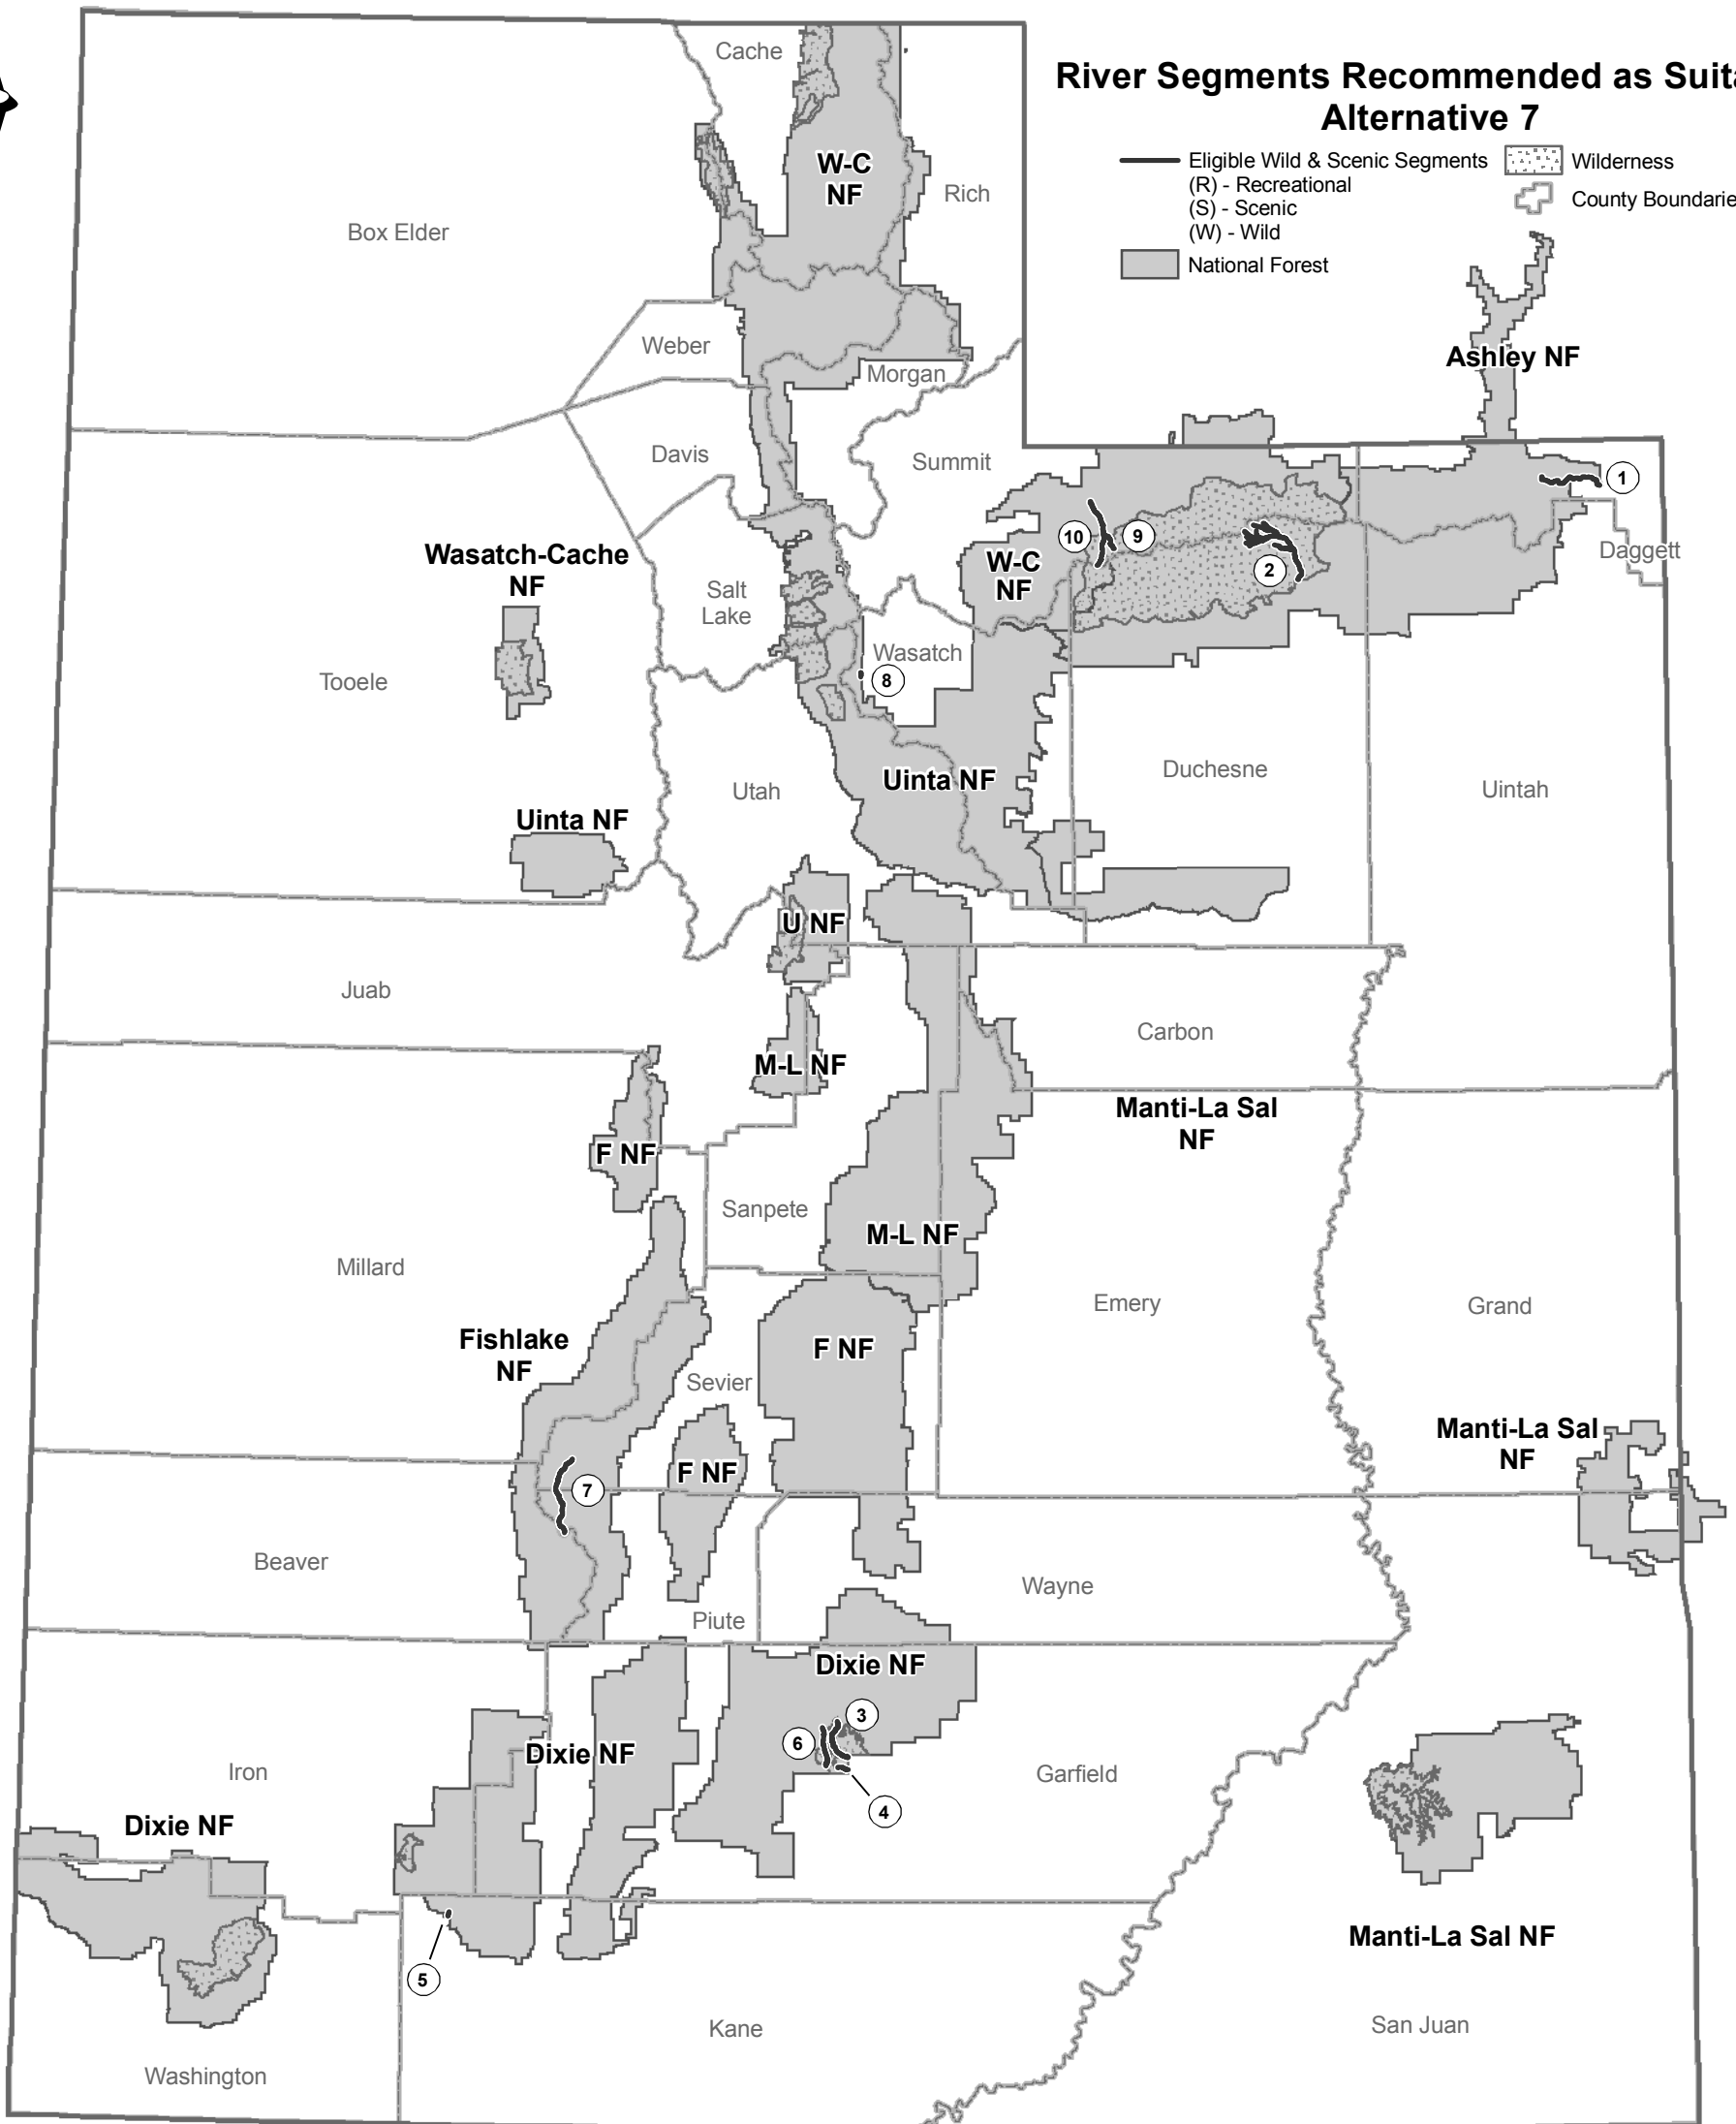 River Segments Recommended as Suita
Alternative 7
Eligible Wild & Scenic Segments
(R) - Recreational
(S) - Scenic
(W) - Wild
National Forest
Wilderness
County Boundarie
Cache
W-C
NF
Rich
Box Elder
Weber
Morgan
Ashley NF
Davis
Summit
1
Wasatch-Cache
NF
10
9
W-C
NF
2
Daggett
Salt
Lake
Wasatch
8
Tooele
Duchesne
Uinta NF
Utah
Uintah
Uinta NF
U NF
Juab
Carbon
M-L NF
Manti-La Sal
NF
F NF
Sanpete
M-L NF
Millard
Emery
Grand
Fishlake
NF
F NF
Sevier
Manti-La Sal
NF
F NF
7
Beaver
Wayne
Piute
Dixie NF
3
6
Dixie NF
Iron
Garfield
4
Dixie NF
Manti-La Sal NF
5
Kane
San Juan
Washington